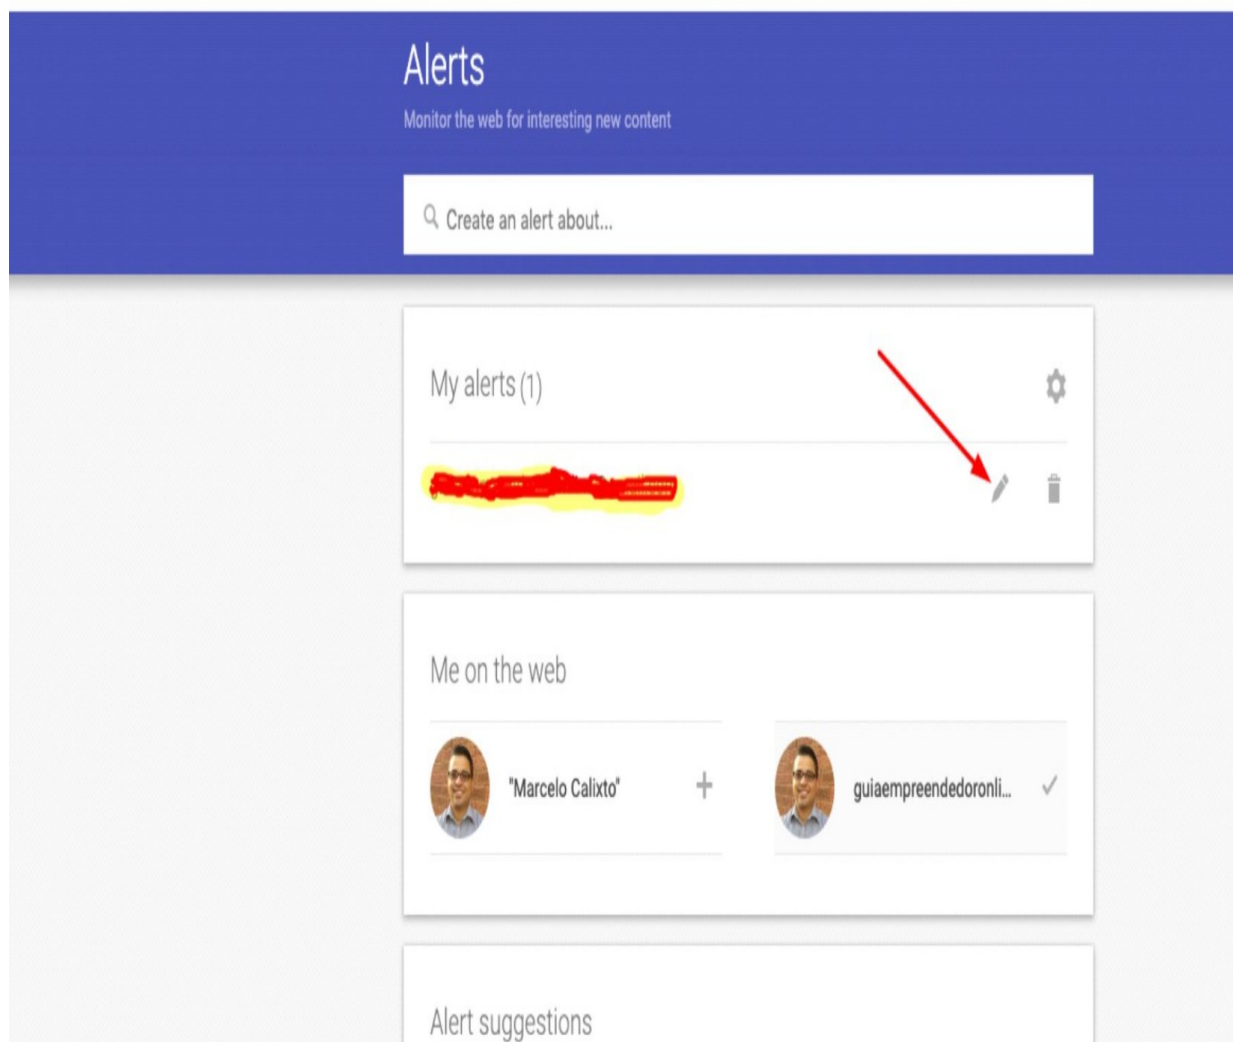 Alerts
Monitor the web for interesting new content
Create an alert about...
My alerts (1)
Me on the web
"Marcelo Calixto"
guiaempreendedoronli...
Alert suggestions